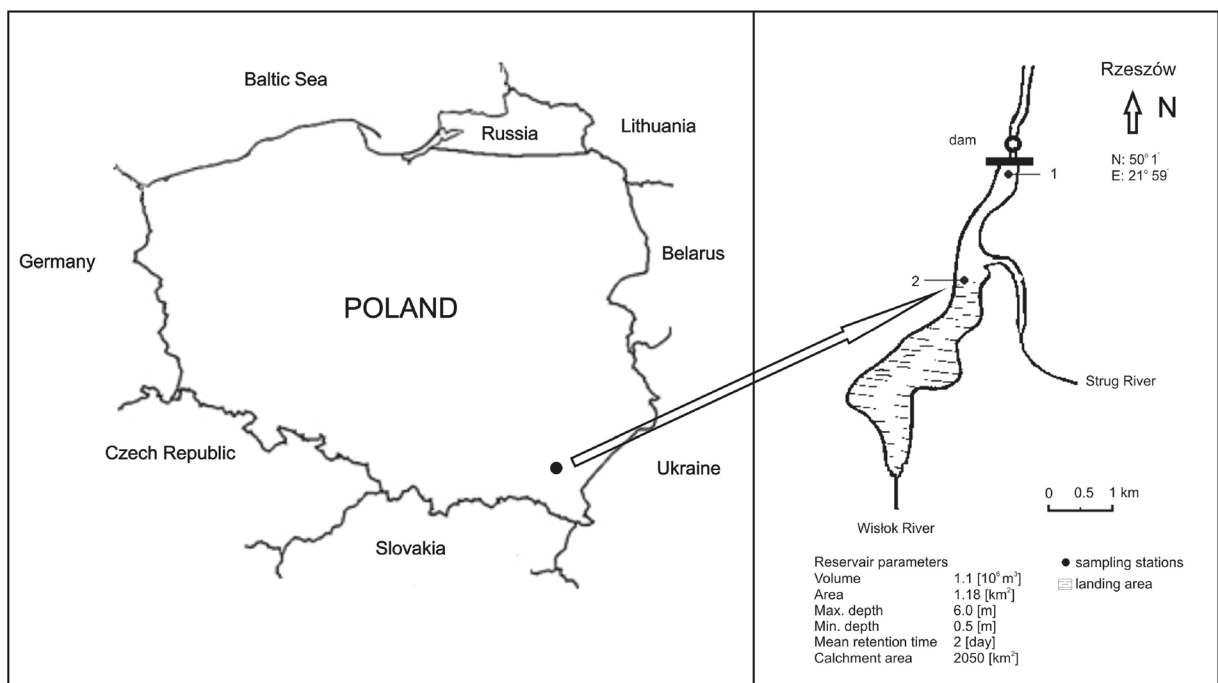 Baltic Sea
Russia
Lithuania
Germany
Belarus
POLAND
Czech Republic
Ukraine
Slovakia
Rzeszów
N
dam
N: 50° 1'
E: 21° 59'
1
2
Strug River
0 0.5 1 km
Wisłok River
Reservair parameters
Volume 1.1 [10⁶ m³]
Area 1.18 [km²]
Max. depth 6.0 [m]
Min. depth 0.5 [m]
Mean retention time 2 [day]
Calchment area 2050 [km²]
sampling stations
landing area